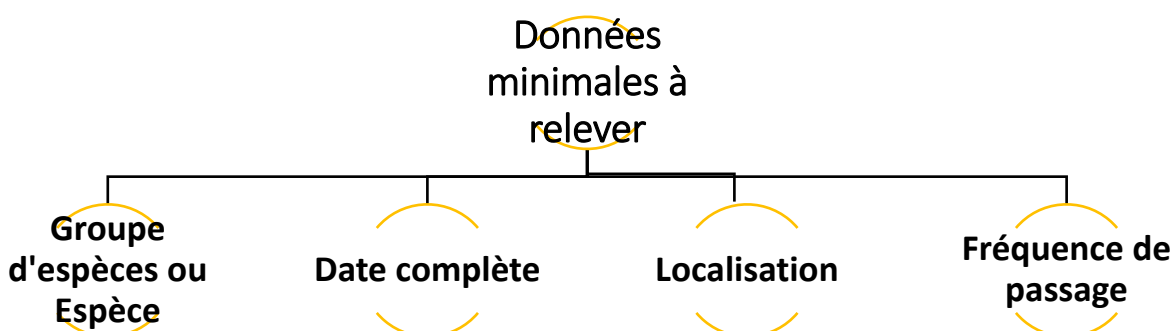 Données
minimales à
relever
Groupe
d'espèces ou
Espèce
Date complète
Localisation
Fréquence de
passage